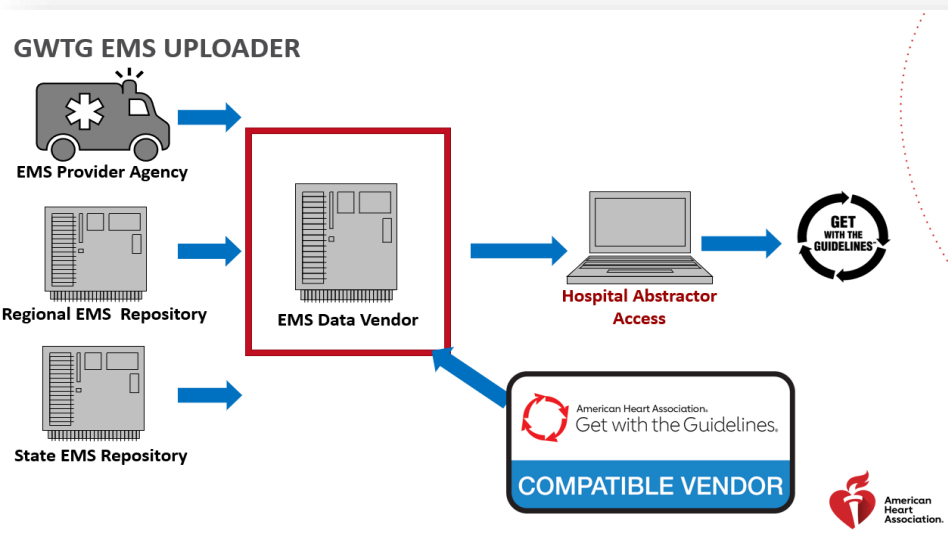 GWTG EMS UPLOADER
EMS Provider Agency
Regional EMS Repository
State EMS Repository
EMS Data Vendor
Hospital Abstractor
Access
GET
WITH THE
GUIDELINES™
American Heart Association®
Get with the Guidelines®
COMPATIBLE VENDOR
American
Heart
Association®